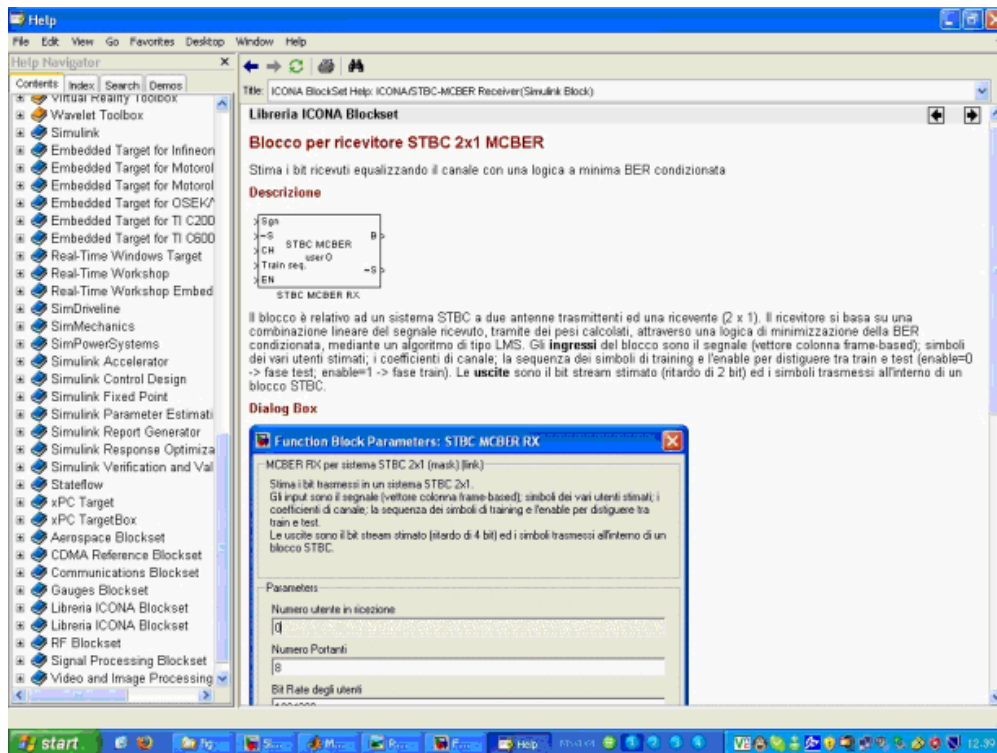 Help
File Edit View Go Favorites Desktop Window Help
Help Navigator
Contents Index Search Demos
Virtual Reality Toolbox
Wavelet Toolbox
Simulink
Embedded Target for Infineon
Embedded Target for Motorol
Embedded Target for Motorol
Embedded Target for OSEK/
Embedded Target for TI C200
Embedded Target for TI C600
Real-Time Windows Target
Real-Time Workshop
Real-Time Workshop Embed
SimDriveline
SimMechanics
SimPowerSystems
Simulink Accelerator
Simulink Control Design
Simulink Fixed Point
Simulink Parameter Estimati
Simulink Report Generator
Simulink Response Optimiza
Simulink Verification and Val
Stateflow
xPC Target
xPC TargetBox
Aerospace Blockset
CDMA Reference Blockset
Communications Blockset
Gauges Blockset
Libreria ICONA Blockset
Libreria ICONA Blockset
RF Blockset
Signal Processing Blockset
Video and Image Processing
Title: ICONA BlockSet Help: ICONA/STBC-MCBER Receiver(Simulink Block)
Libreria ICONA Blockset
Blocco per ricevitore STBC 2x1 MCBER
Stima i bit ricevuti equalizzando il canale con una logica a minima BER condizionata
Descrizione
Sgn
~S
CH
Train seq.
EN
STBC MCBER
user 0
B
~S
STBC MCBER RX
Il blocco è relativo ad un sistema STBC a due antenne trasmittenti ed una ricevente (2 x 1). Il ricevitore si basa su una
combinazione lineare del segnale ricevuto, tramite dei pesi calcolati, attraverso una logica di minimizzazione della BER
condizionata, mediante un algoritmo di tipo LMS. Gli ingressi del blocco sono il segnale (vettore colonna frame-based); simboli
dei vari utenti stimati; i coefficienti di canale; la sequenza dei simboli di training e l'enable per distiguere tra train e test (enable=0
-> fase test; enable=1 -> fase train). Le uscite sono il bit stream stimato (ritardo di 2 bit) ed i simboli trasmessi all'interno di un
blocco STBC.
Dialog Box
Function Block Parameters: STBC MCBER RX
MCBER RX per sistema STBC 2x1 (mask) (link)
Stima i bit trasmessi in un sistema STBC 2x1.
Gli input sono il segnale (vettore colonna frame-based); simboli dei vari utenti stimati; i
coefficienti di canale; la sequenza dei simboli di training e l'enable per distiguere tra
train e test.
Le uscite sono il bit stream stimato (ritardo di 4 bit) ed i simboli trasmessi all'interno di un
blocco STBC.
Parameters
Numero utente in ricezione
0
Numero Portanti
8
Bit Rate degli utenti
start
Help
12.30